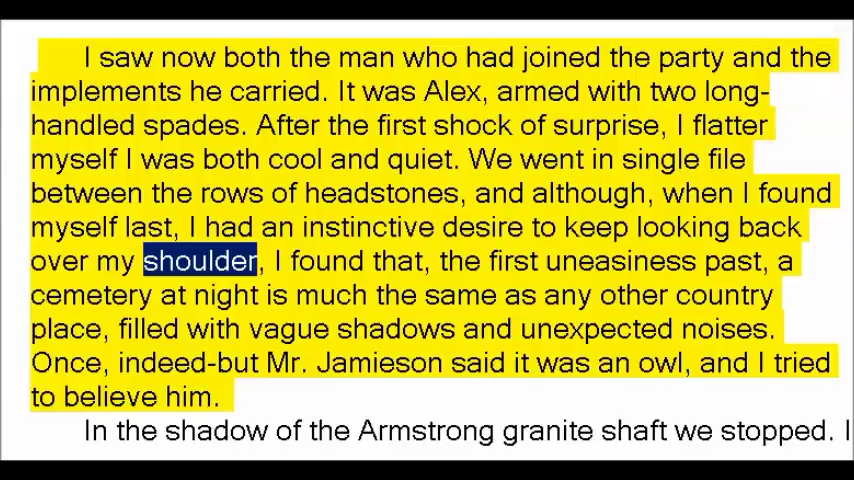 I saw now both the man who had joined the party and the
implements he carried. It was Alex, armed with two long-
handled spades. After the first shock of surprise, I flatter
myself I was both cool and quiet. We went in single file
between the rows of headstones, and although, when I found
myself last, I had an instinctive desire to keep looking back
over my shoulder, I found that, the first uneasiness past, a
cemetery at night is much the same as any other country
place, filled with vague shadows and unexpected noises.
Once, indeed-but Mr. Jamieson said it was an owl, and I tried
to believe him.
In the shadow of the Armstrong granite shaft we stopped. I